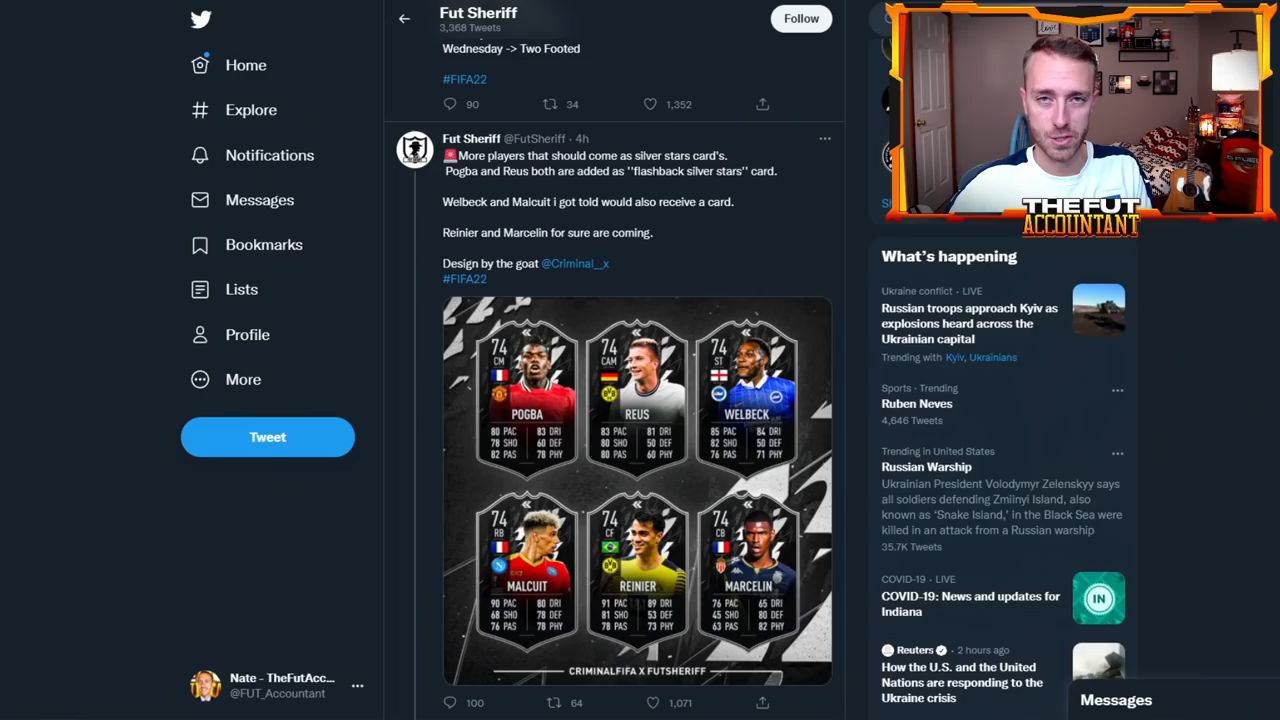 Home
Explore
Notifications
Messages
Bookmarks
Lists
Profile
More
Tweet
Nate - TheFutAcc...
@FUT_Accountant
Fut Sheriff
3,368 Tweets
Follow
Wednesday -> Two Footed
#FIFA22
90
34
1,352
Fut Sheriff @FutSheriff · 4h
🚨More players that should come as silver stars card's.
Pogba and Reus both are added as ''flashback silver stars'' card.
Welbeck and Malcuit i got told would also receive a card.
Reinier and Marcelin for sure are coming.
Design by the goat @Criminal__x
#FIFA22
74
CM
POGBA
80 PAC 83 DRI
78 SHO 60 DEF
82 PAS 78 PHY
74
CAM
REUS
83 PAC 81 DRI
80 SHO 50 DEF
80 PAS 60 PHY
74
ST
WELBECK
85 PAC 84 DRI
82 SHO 50 DEF
76 PAS 71 PHY
74
RB
MALCUIT
90 PAC 80 DRI
68 SHO 78 DEF
76 PAS 78 PHY
74
CF
REINIER
91 PAC 89 DRI
81 SHO 53 DEF
78 PAS 73 PHY
74
CB
MARCELIN
76 PAC 65 DRI
45 SHO 80 DEF
63 PAS 82 PHY
CRIMINALFIFA X FUTSHERIFF
100
64
1,071
THE FUT
ACCOUNTANT
What's happening
Ukraine conflict · LIVE
Russian troops approach Kyiv as
explosions heard across the
Ukrainian capital
Trending with Kyiv, Ukrainians
Sports · Trending
Ruben Neves
4,646 Tweets
Trending in United States
Russian Warship
Ukrainian President Volodymyr Zelenskyy says
all soldiers defending Zmiinyi Island, also
known as 'Snake Island,' in the Black Sea were
killed in an attack from a Russian warship
35.7K Tweets
COVID-19 · LIVE
COVID-19: News and updates for
Indiana
IN
Reuters · 2 hours ago
How the U.S. and the United
Nations are responding to the
Ukraine crisis
Messages